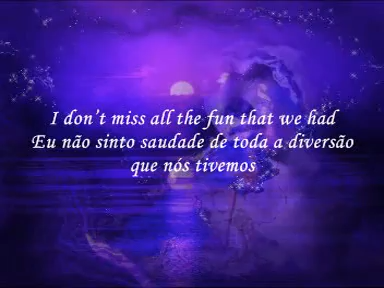 I don't miss all the fun that we had
Eu não sinto saudade de toda a diversão
que nós tivemos